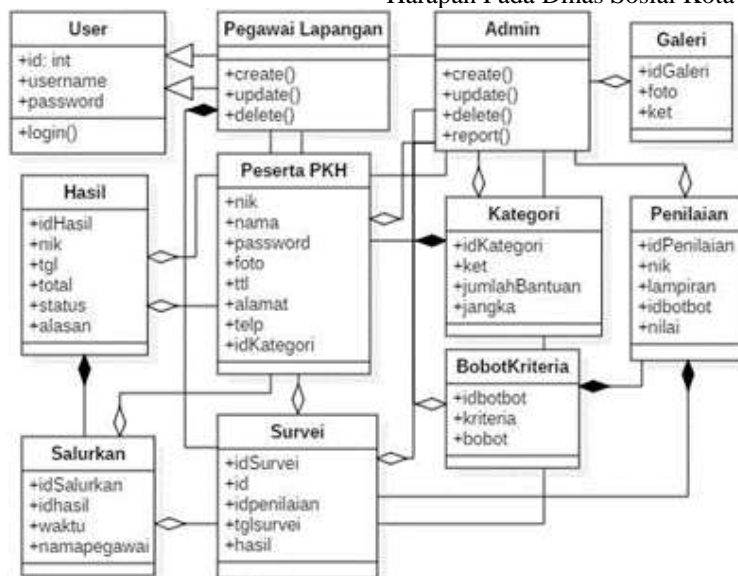 Harapan Pada Dinas Sosial Kota
User
+id: int
+username
+password
+login()
Pegawai Lapangan
+create()
+update()
+delete()
Admin
+create()
+update()
+delete()
+report()
Galeri
+idGaleri
+foto
+ket
Hasil
+idHasil
+nik
+tgl
+total
+status
+alasan
Peserta PKH
+nik
+nama
+password
+foto
+ttl
+alamat
+telp
+idKategori
Kategori
+idKategori
+ket
+jumlahBantuan
+jangka
Penilaian
+idPenilaian
+nik
+lampiran
+idbotbot
+nilai
BobotKriteria
+idbotbot
+kriteria
+bobot
Salurkan
+idSalurkan
+idhasil
+waktu
+namapegawai
Survei
+idSurvei
+id
+idpenilaian
+tglsurvei
+hasil